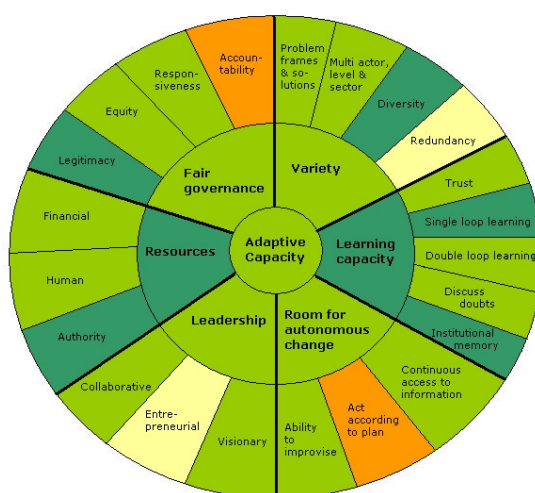 Adaptive
Capacity
Variety
Problem
frames
& so-
lutions
Multi actor,
level &
sector
Diversity
Redundancy
Learning
capacity
Trust
Single loop learning
Double loop learning
Discuss
doubts
Institutional
memory
Room for
autonomous
change
Continuous
access to
information
Act
according
to plan
Ability
to
improvise
Leadership
Visionary
Entre-
preneurial
Collaborative
Resources
Authority
Human
Financial
Fair
governance
Legitimacy
Equity
Respon-
siveness
Accoun-
tability